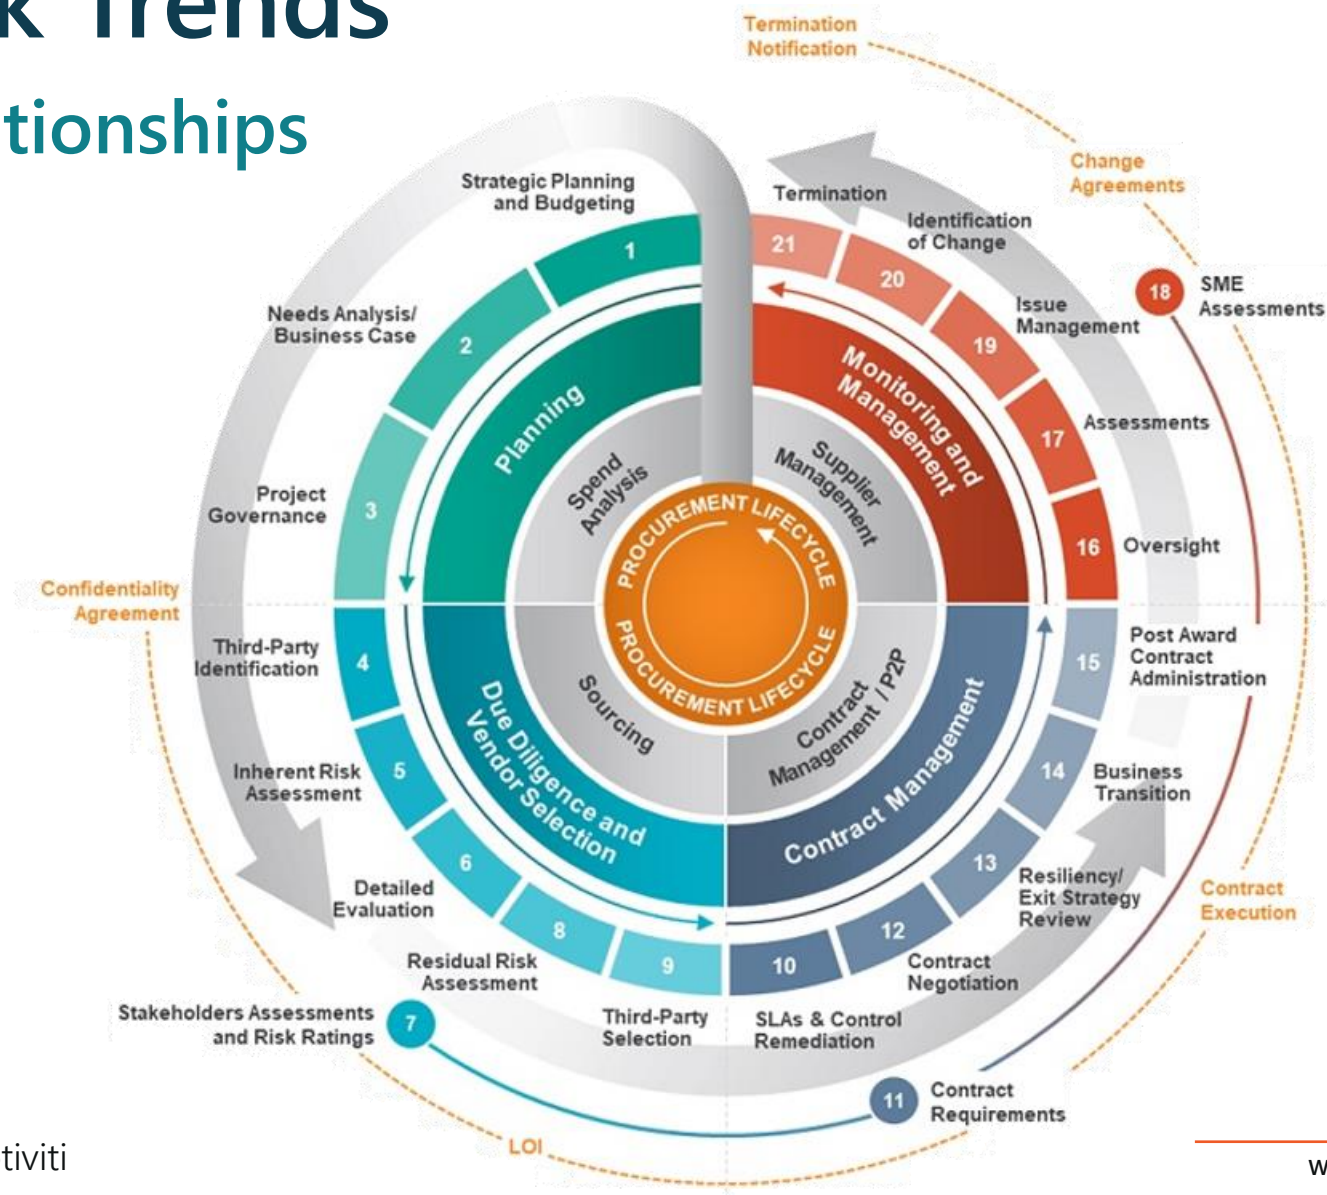 k Trends
tionships
Termination
Notification
Change
Agreements
Strategic Planning
and Budgeting
Termination
Identification
of Change
1
21
20
18
SME
Assessments
Needs Analysis/
Business Case
2
Issue
Management
19
Planning
Monitoring and
Management
17
Assessments
Spend
Analysis
Supplier
Management
Project
Governance
3
PROCUREMENT LIFECYCLE
16
Oversight
Confidentiality
Agreement
Third-Party
Identification
4
PROCUREMENT LIFECYCLE
15
Post Award
Contract
Administration
Due Diligence and
Vendor Selection
Sourcing
Contract
Management / P2P
Contract Management
Inherent Risk
Assessment
5
14
Business
Transition
Detailed
Evaluation
6
13
Resiliency/
Exit Strategy
Review
Contract
Execution
Residual Risk
Assessment
8
9
10
12
Contract
Negotiation
Stakeholders Assessments
and Risk Ratings
7
Third-Party
Selection
SLAs & Control
Remediation
11
Contract
Requirements
LOI
tiviti
w